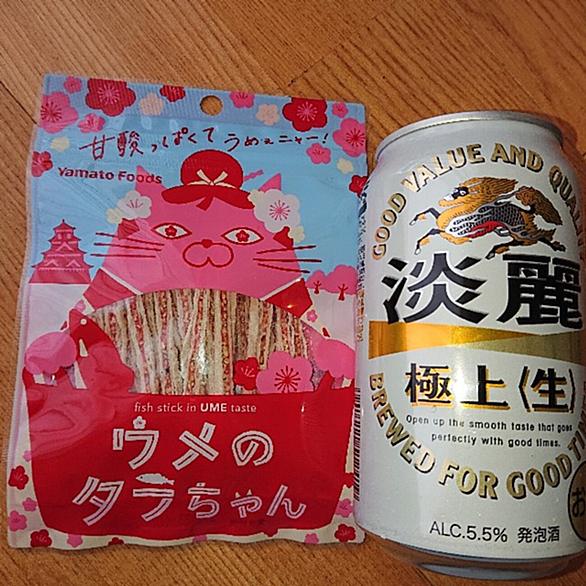 甘酸っぱくてうめぇニャー！
Yamato Foods
fish stick in UME taste
ウメの
タラちゃん
GOOD VALUE AND QUA
淡麗
極上〈生〉
Open up the smooth taste that goes
perfectly with good times.
BREWED FOR GOOD TI
ALC.5.5% 発泡酒
お